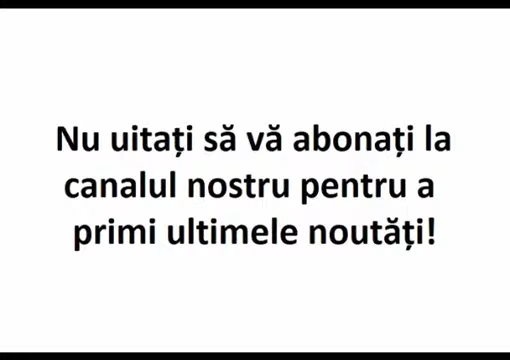 Nu uitați să vă abonați la
canalul nostru pentru a
primi ultimele noutăți!